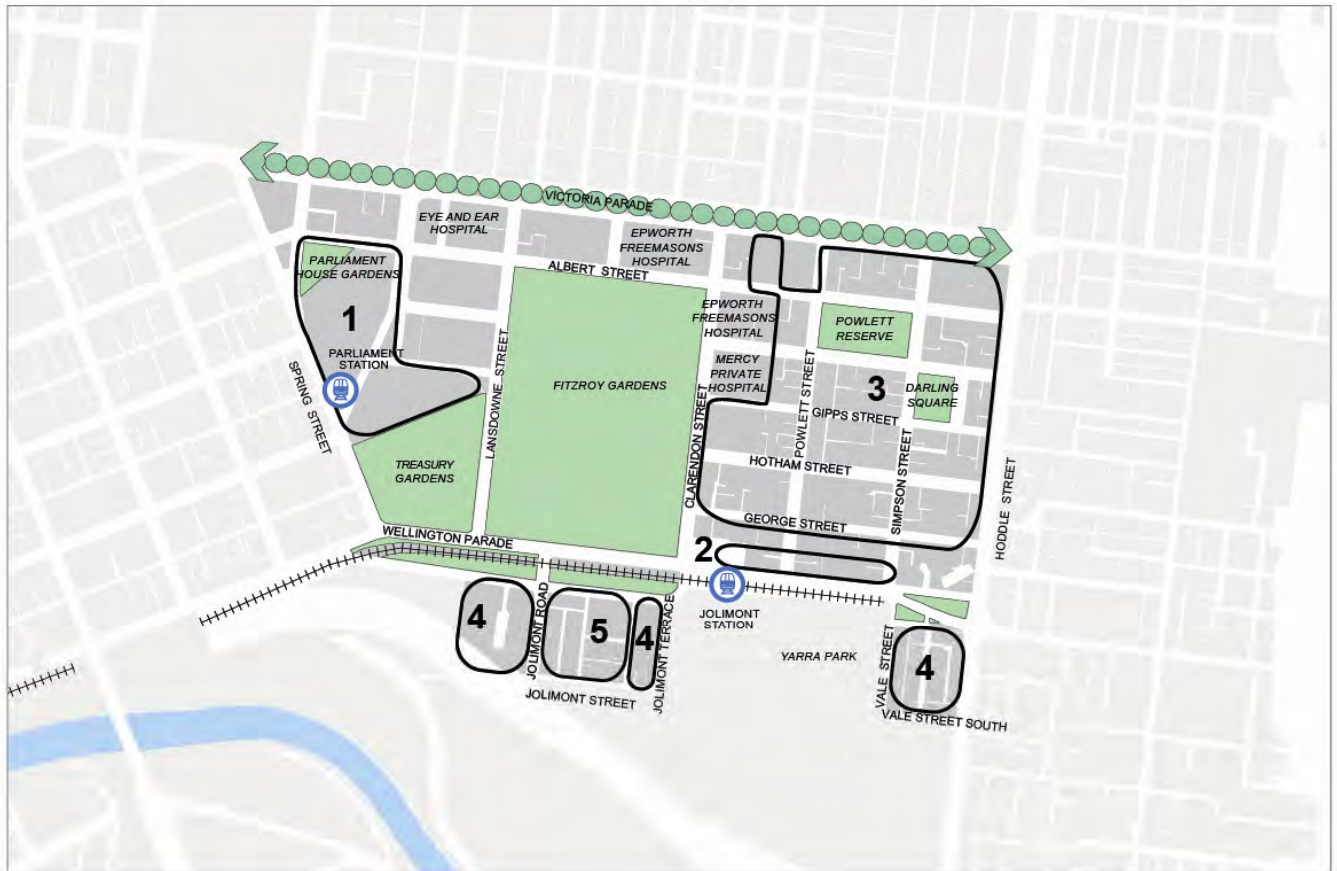 VICTORIA PARADE
EYE AND EAR
HOSPITAL
EPWORTH
FREEMASONS
HOSPITAL
PARLIAMENT
HOUSE GARDENS
ALBERT STREET
1
EPWORTH
FREEMASONS
HOSPITAL
POWLETT
RESERVE
PARLIAMENT
STATION
MERCY
PRIVATE
HOSPITAL
SPRING STREET
LANSDOWNE STREET
FITZROY GARDENS
CLARENDON STREET
POWLETT STREET
3
DARLING
SQUARE
GIPPS STREET
TREASURY
GARDENS
HOTHAM STREET
SIMPSON STREET
HODDLE STREET
GEORGE STREET
WELLINGTON PARADE
2
JOLIMONT
STATION
4
JOLIMONT ROAD
5
4
JOLIMONT TERRACE
YARRA PARK
VALE STREET
4
JOLIMONT STREET
VALE STREET SOUTH